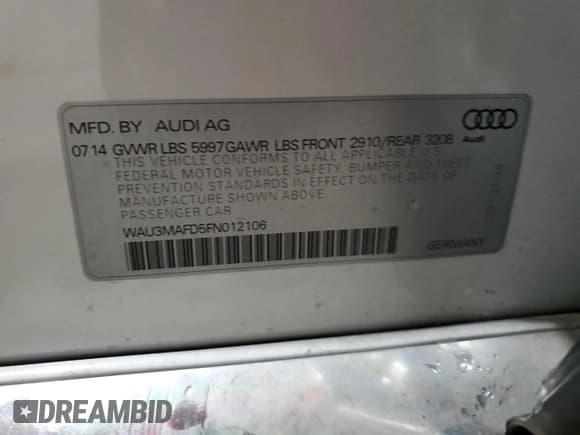 MFD. BY AUDI AG
07 14 GVWR LBS 5997GAWR LBS FRONT 2910/REAR 3208
Audi
THIS VEHICLE CONFORMS TO ALL APPLICABLE U.S.
FEDERAL MOTOR VEHICLE SAFETY, BUMPER AND THEFT
PREVENTION STANDARDS IN EFFECT ON THE DATE OF
MANUFACTURE SHOWN ABOVE
PASSENGER CAR
WAU3MAFD5FN012106
GERMANY
DREAMBID